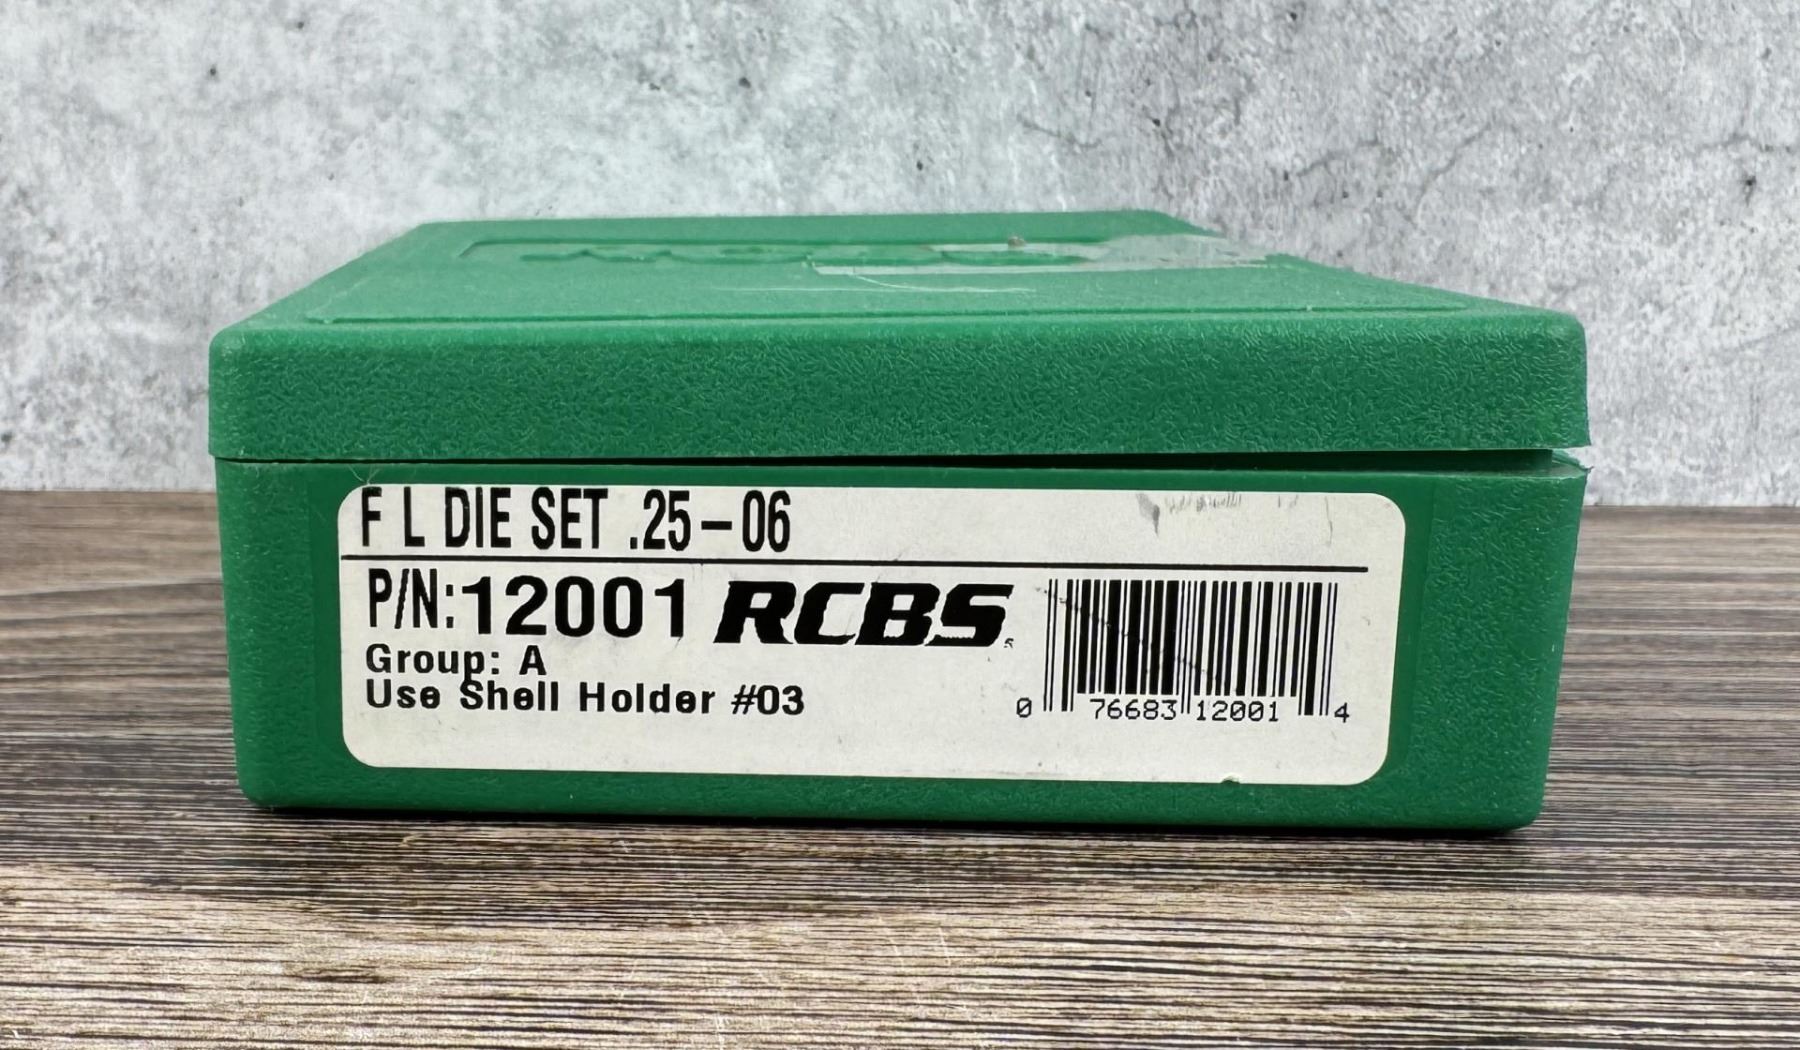 F L DIE SET .25-06
P/N:12001 RCBS
Group: A
Use Shell Holder #03
0 76683 12001 4